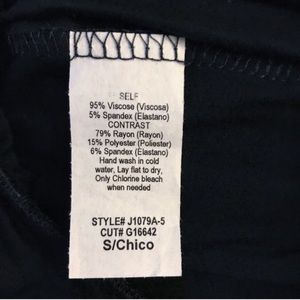 SELF
95% Viscose (Viscosa)
5% Spandex (Elastano)
CONTRAST
79% Rayon (Rayon)
15% Polyester (Poliester)
6% Spandex (Elastano)
Hand wash in cold
water, Lay flat to dry,
Only Chlorine bleach
when needed
STYLE# J1079A-5
CUT# G16642
S/Chico